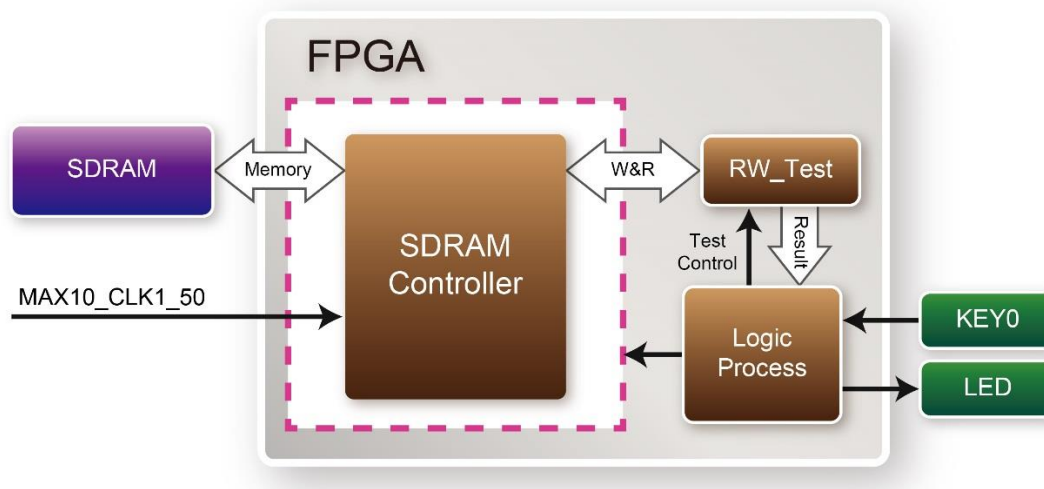 FPGA
SDRAM
Memory
SDRAM
Controller
W&R
RW_Test
Test
Control
Result
MAX10_CLK1_50
Logic
Process
KEY0
LED